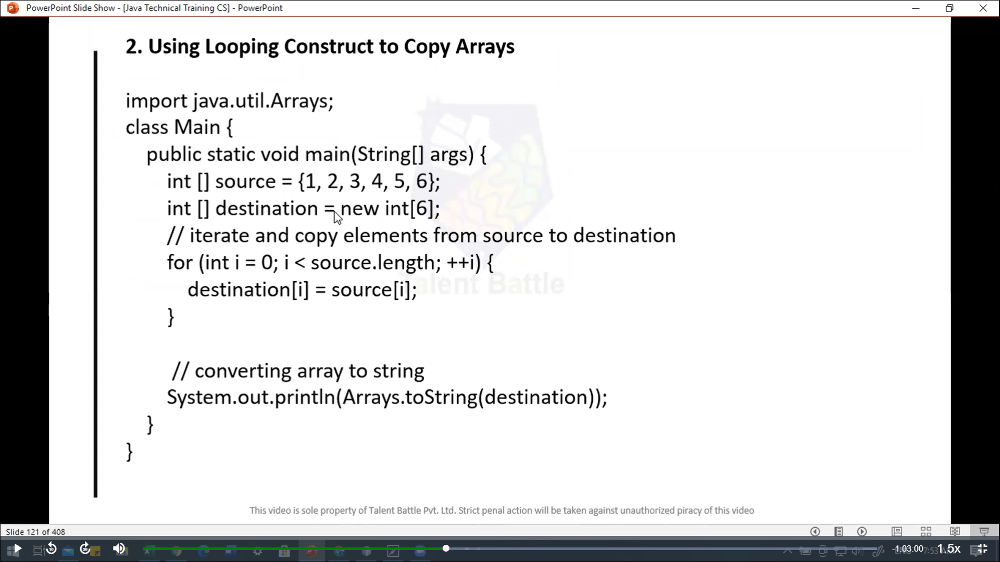 PowerPoint Slide Show - [Java Technical Training CS] - PowerPoint
2. Using Looping Construct to Copy Arrays
import java.util.Arrays;
class Main {
public static void main(String[] args) {
int [] source = {1, 2, 3, 4, 5, 6};
int [] destination = new int[6];
// iterate and copy elements from source to destination
for (int i = 0; i < source.length; ++i) {
destination[i] = source[i];
}
// converting array to string
System.out.println(Arrays.toString(destination));
}
}
Talent Battle
This video is sole property of Talent Battle Pvt. Ltd. Strict penal action will be taken against unauthorized piracy of this video
Slide 121 of 408
10
30
-1:03:00
1.5x